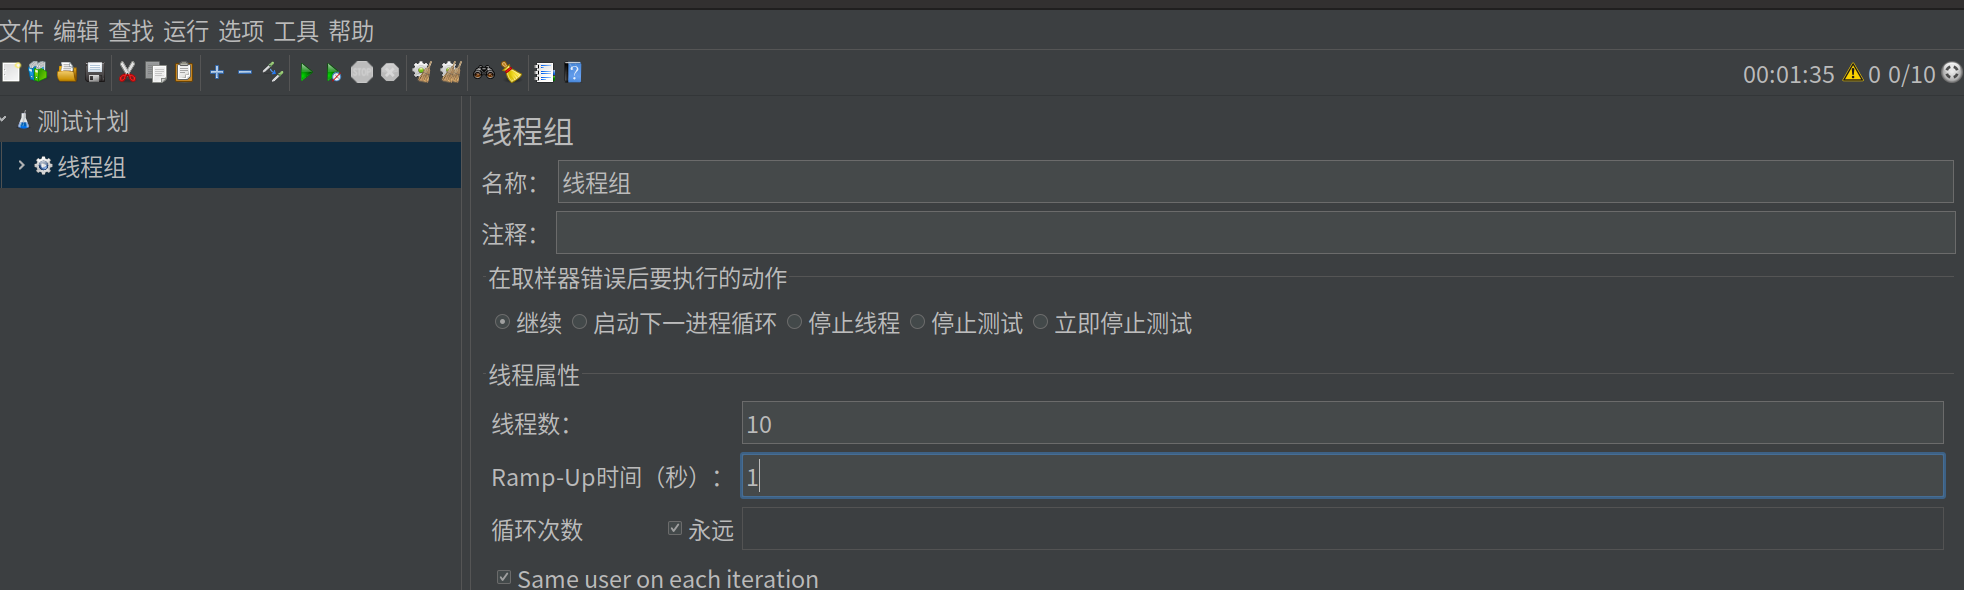 文件 编辑 查找 运行 选项 工具 帮助
00:01:35 0 0/10
测试计划
线程组
线程组
名称： 线程组
注释：
在取样器错误后要执行的动作
继续 启动下一进程循环 停止线程 停止测试 立即停止测试
线程属性
线程数： 10
Ramp-Up时间（秒）： 1
循环次数 永远
Same user on each iteration